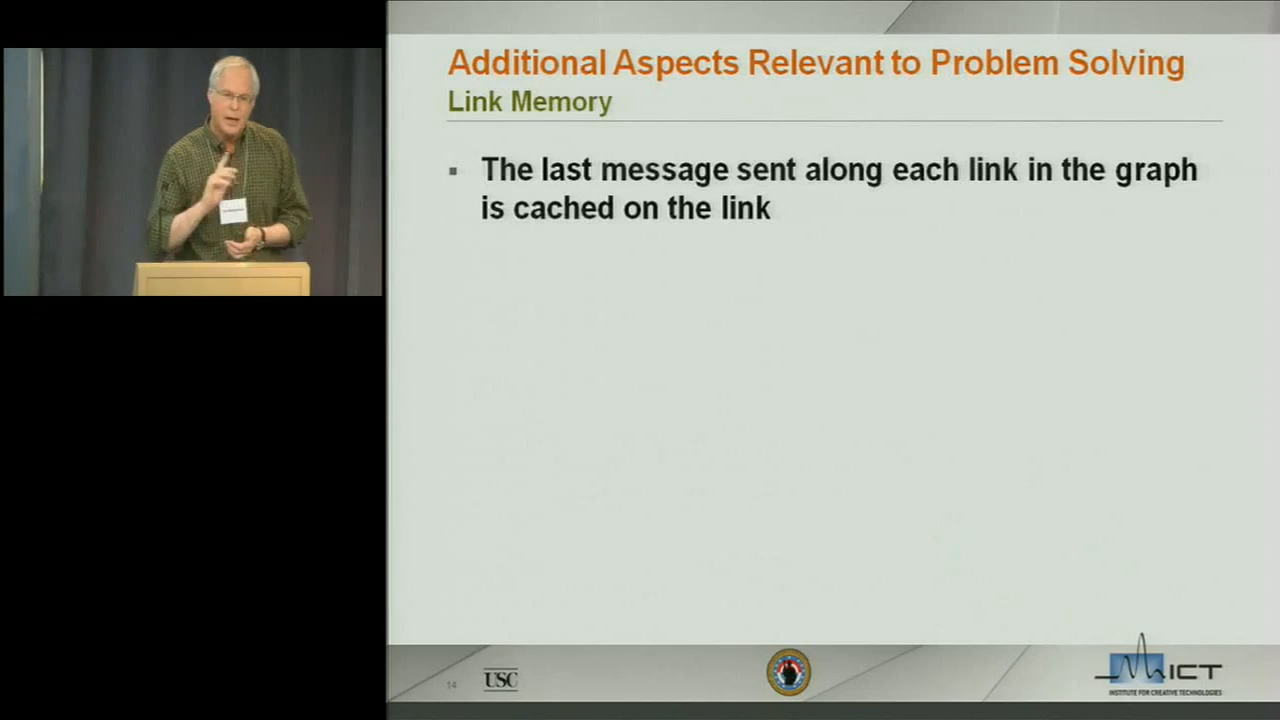 Additional Aspects Relevant to Problem Solving
Link Memory
The last message sent along each link in the graph
is cached on the link
14
USC
ICT
INSTITUTE FOR CREATIVE TECHNOLOGIES